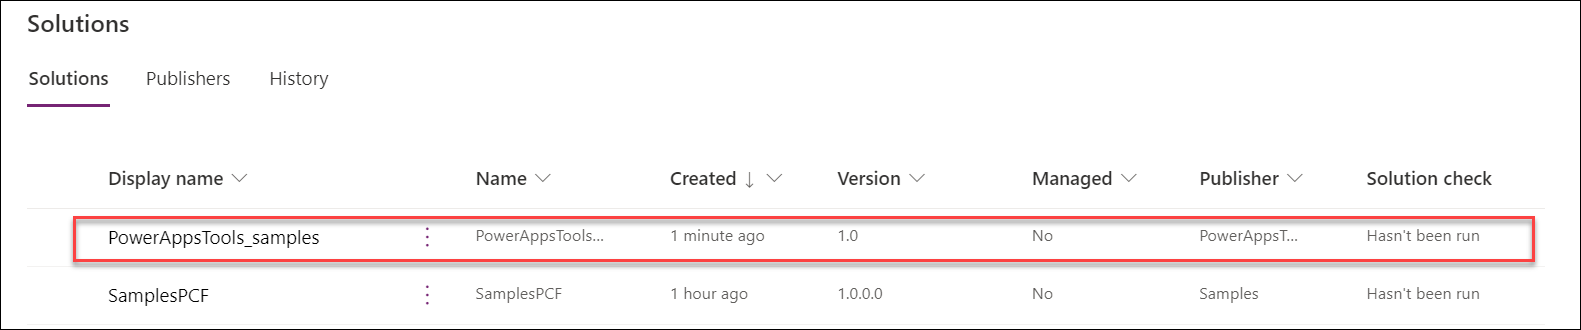 Solutions
Solutions Publishers History
Display name Name Created Version Managed Publisher Solution check
PowerAppsTools_samples PowerAppsTools... 1 minute ago 1.0 No PowerAppsT... Hasn't been run
SamplesPCF SamplesPCF 1 hour ago 1.0.0.0 No Samples Hasn't been run